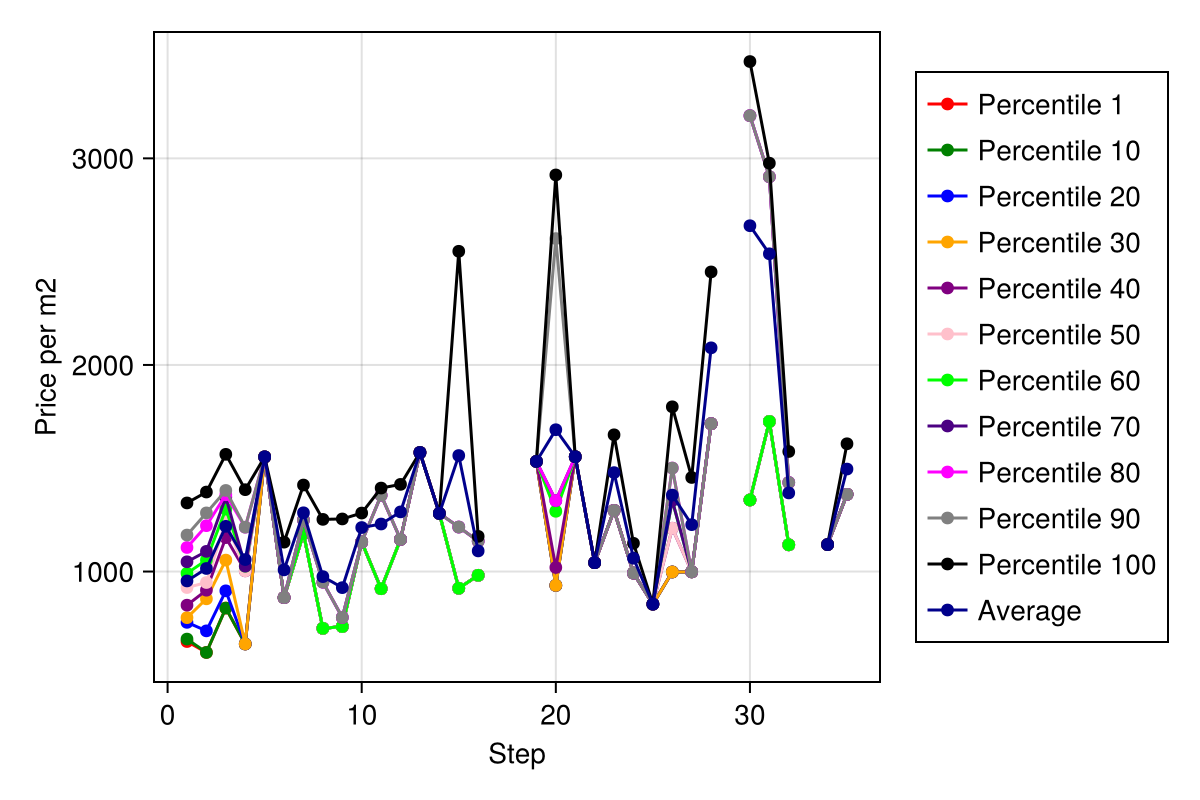 3000
2000
1000
Price per m2
0
10
20
30
Step
Percentile 1
Percentile 10
Percentile 20
Percentile 30
Percentile 40
Percentile 50
Percentile 60
Percentile 70
Percentile 80
Percentile 90
Percentile 100
Average